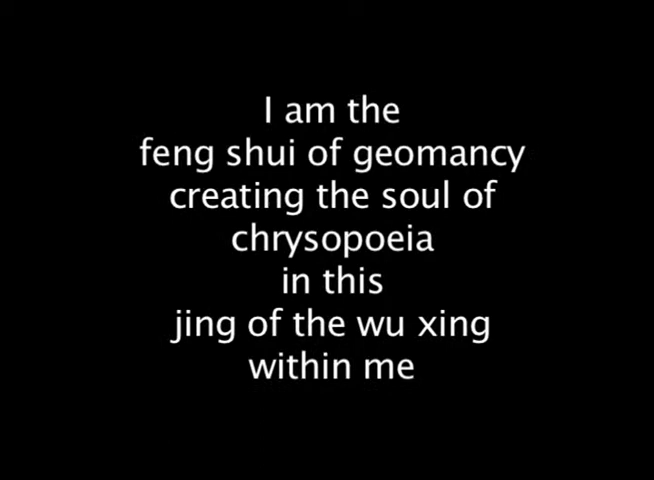 I am the
feng shui of geomancy
creating the soul of
chrysopoeia
in this
jing of the wu xing
within me